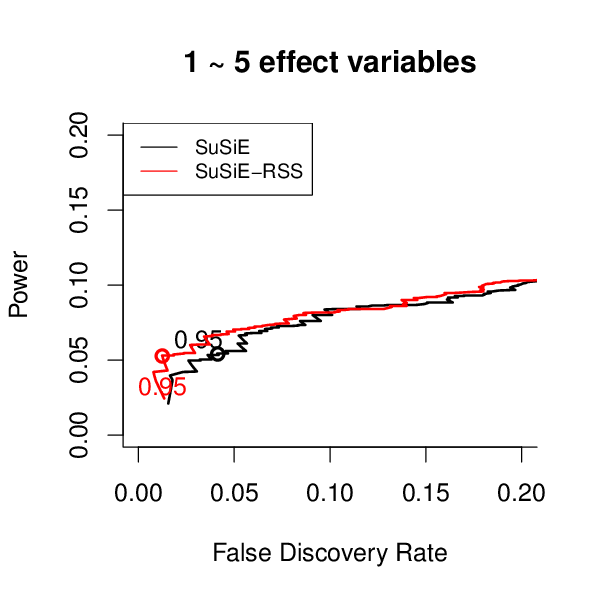 1 ~ 5 effect variables
SuSiE
SuSiE−RSS
Power
0.20
0.15
0.10
0.05
0.00
0.95
0.95
0.00 0.05 0.10 0.15 0.20
False Discovery Rate